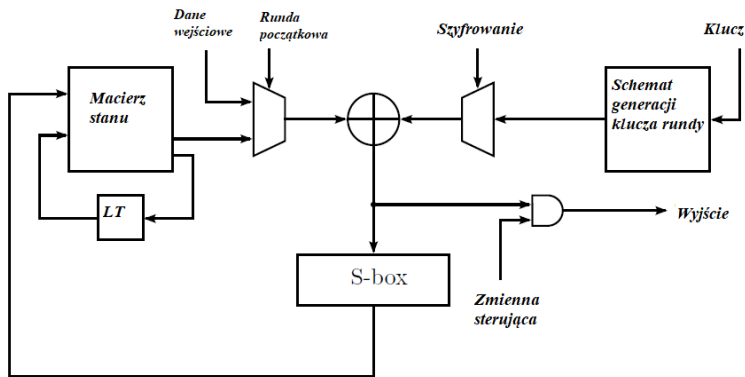 Dane
wejściowe
Runda
początkowa
Szyfrowanie
Klucz
Macierz
stanu
Schemat
generacji
klucza rundy
LT
Wyjście
S-box
Zmienna
sterująca